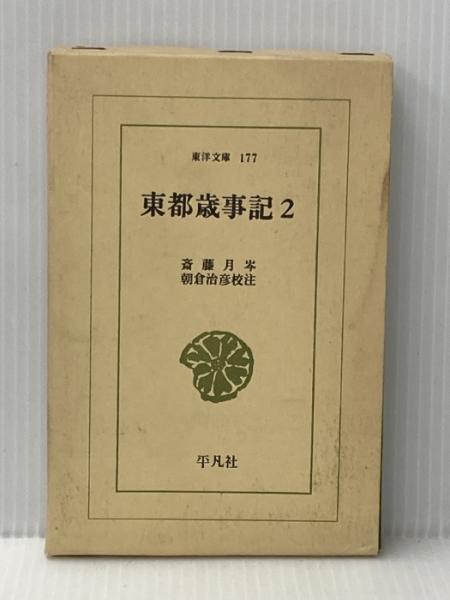 東洋文庫 177
東都歳事記 2
斎藤月岑
朝倉治彦校注
平凡社